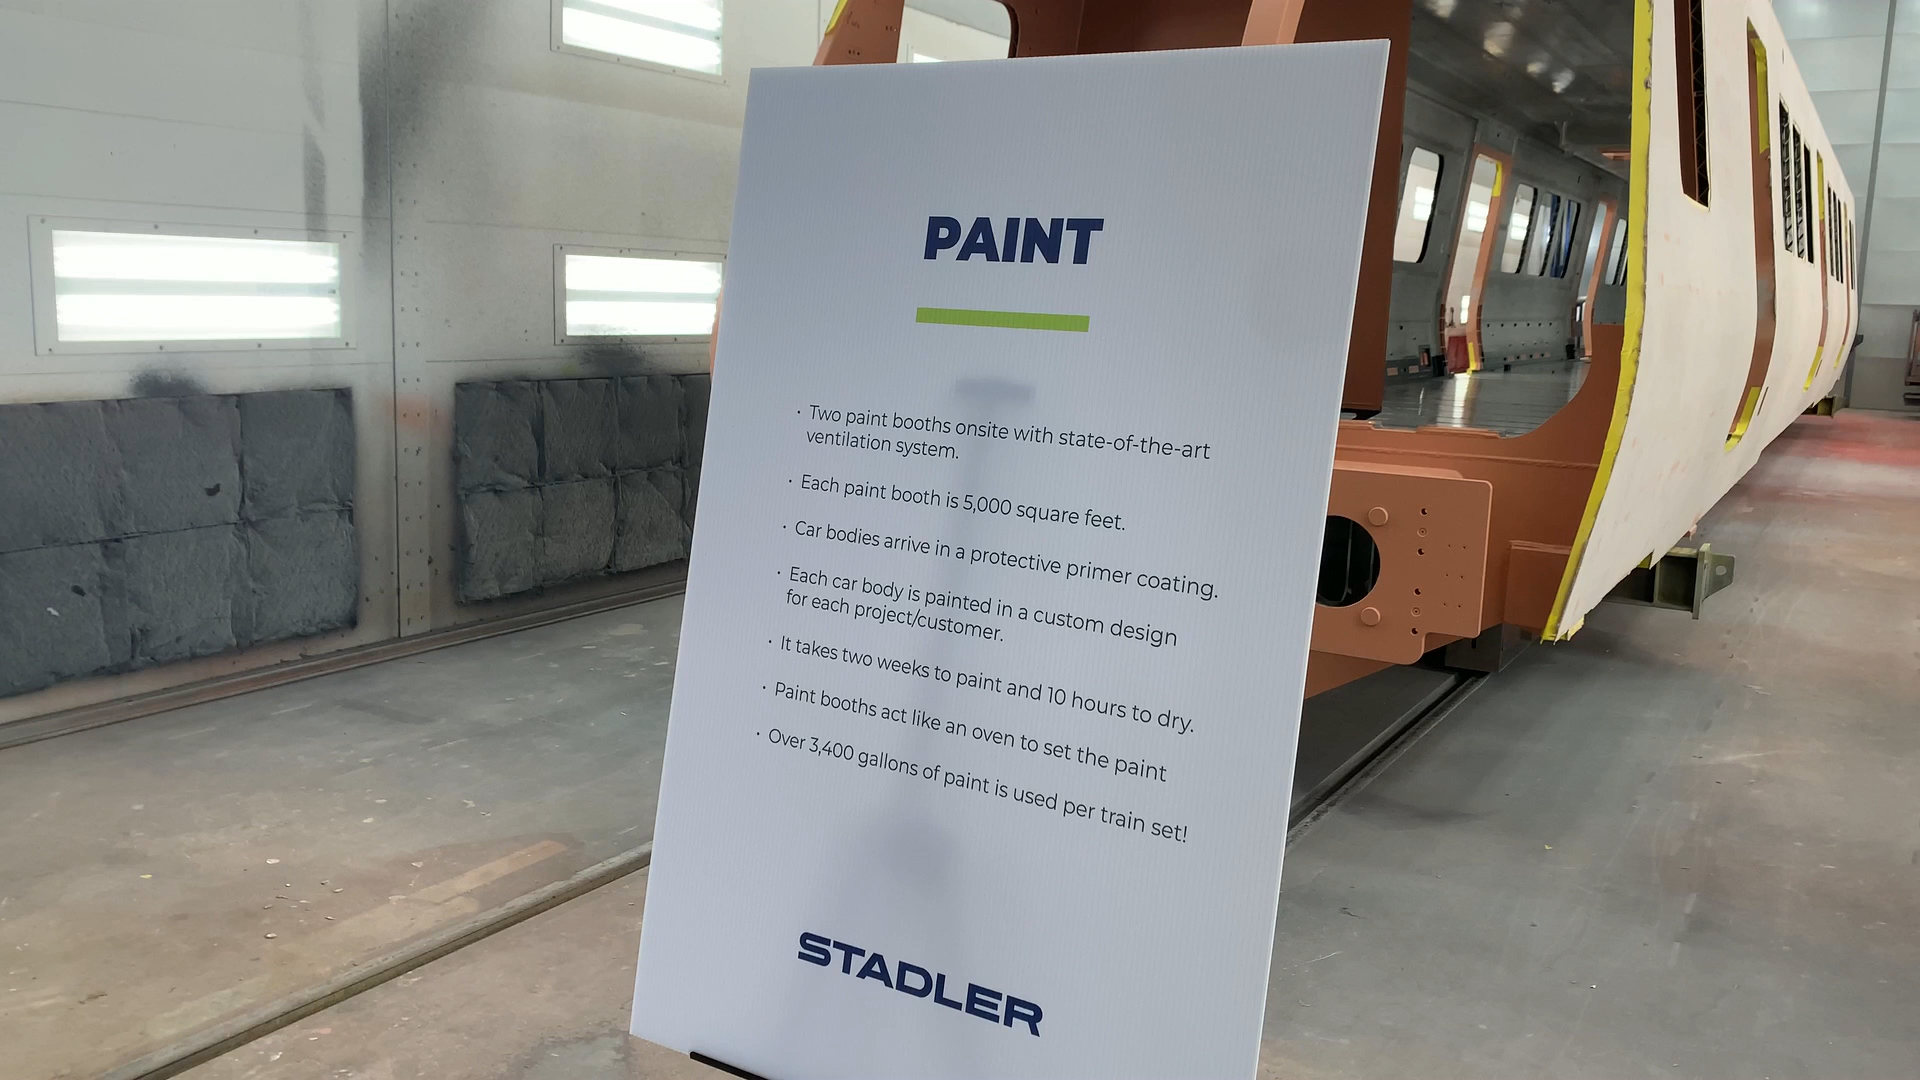 PAINT
· Two paint booths onsite with state-of-the-art
ventilation system.
· Each paint booth is 5,000 square feet.
· Car bodies arrive in a protective primer coating.
· Each car body is painted in a custom design
for each project/customer.
· It takes two weeks to paint and 10 hours to dry.
· Paint booths act like an oven to set the paint
· Over 3,400 gallons of paint is used per train set!
STADLER